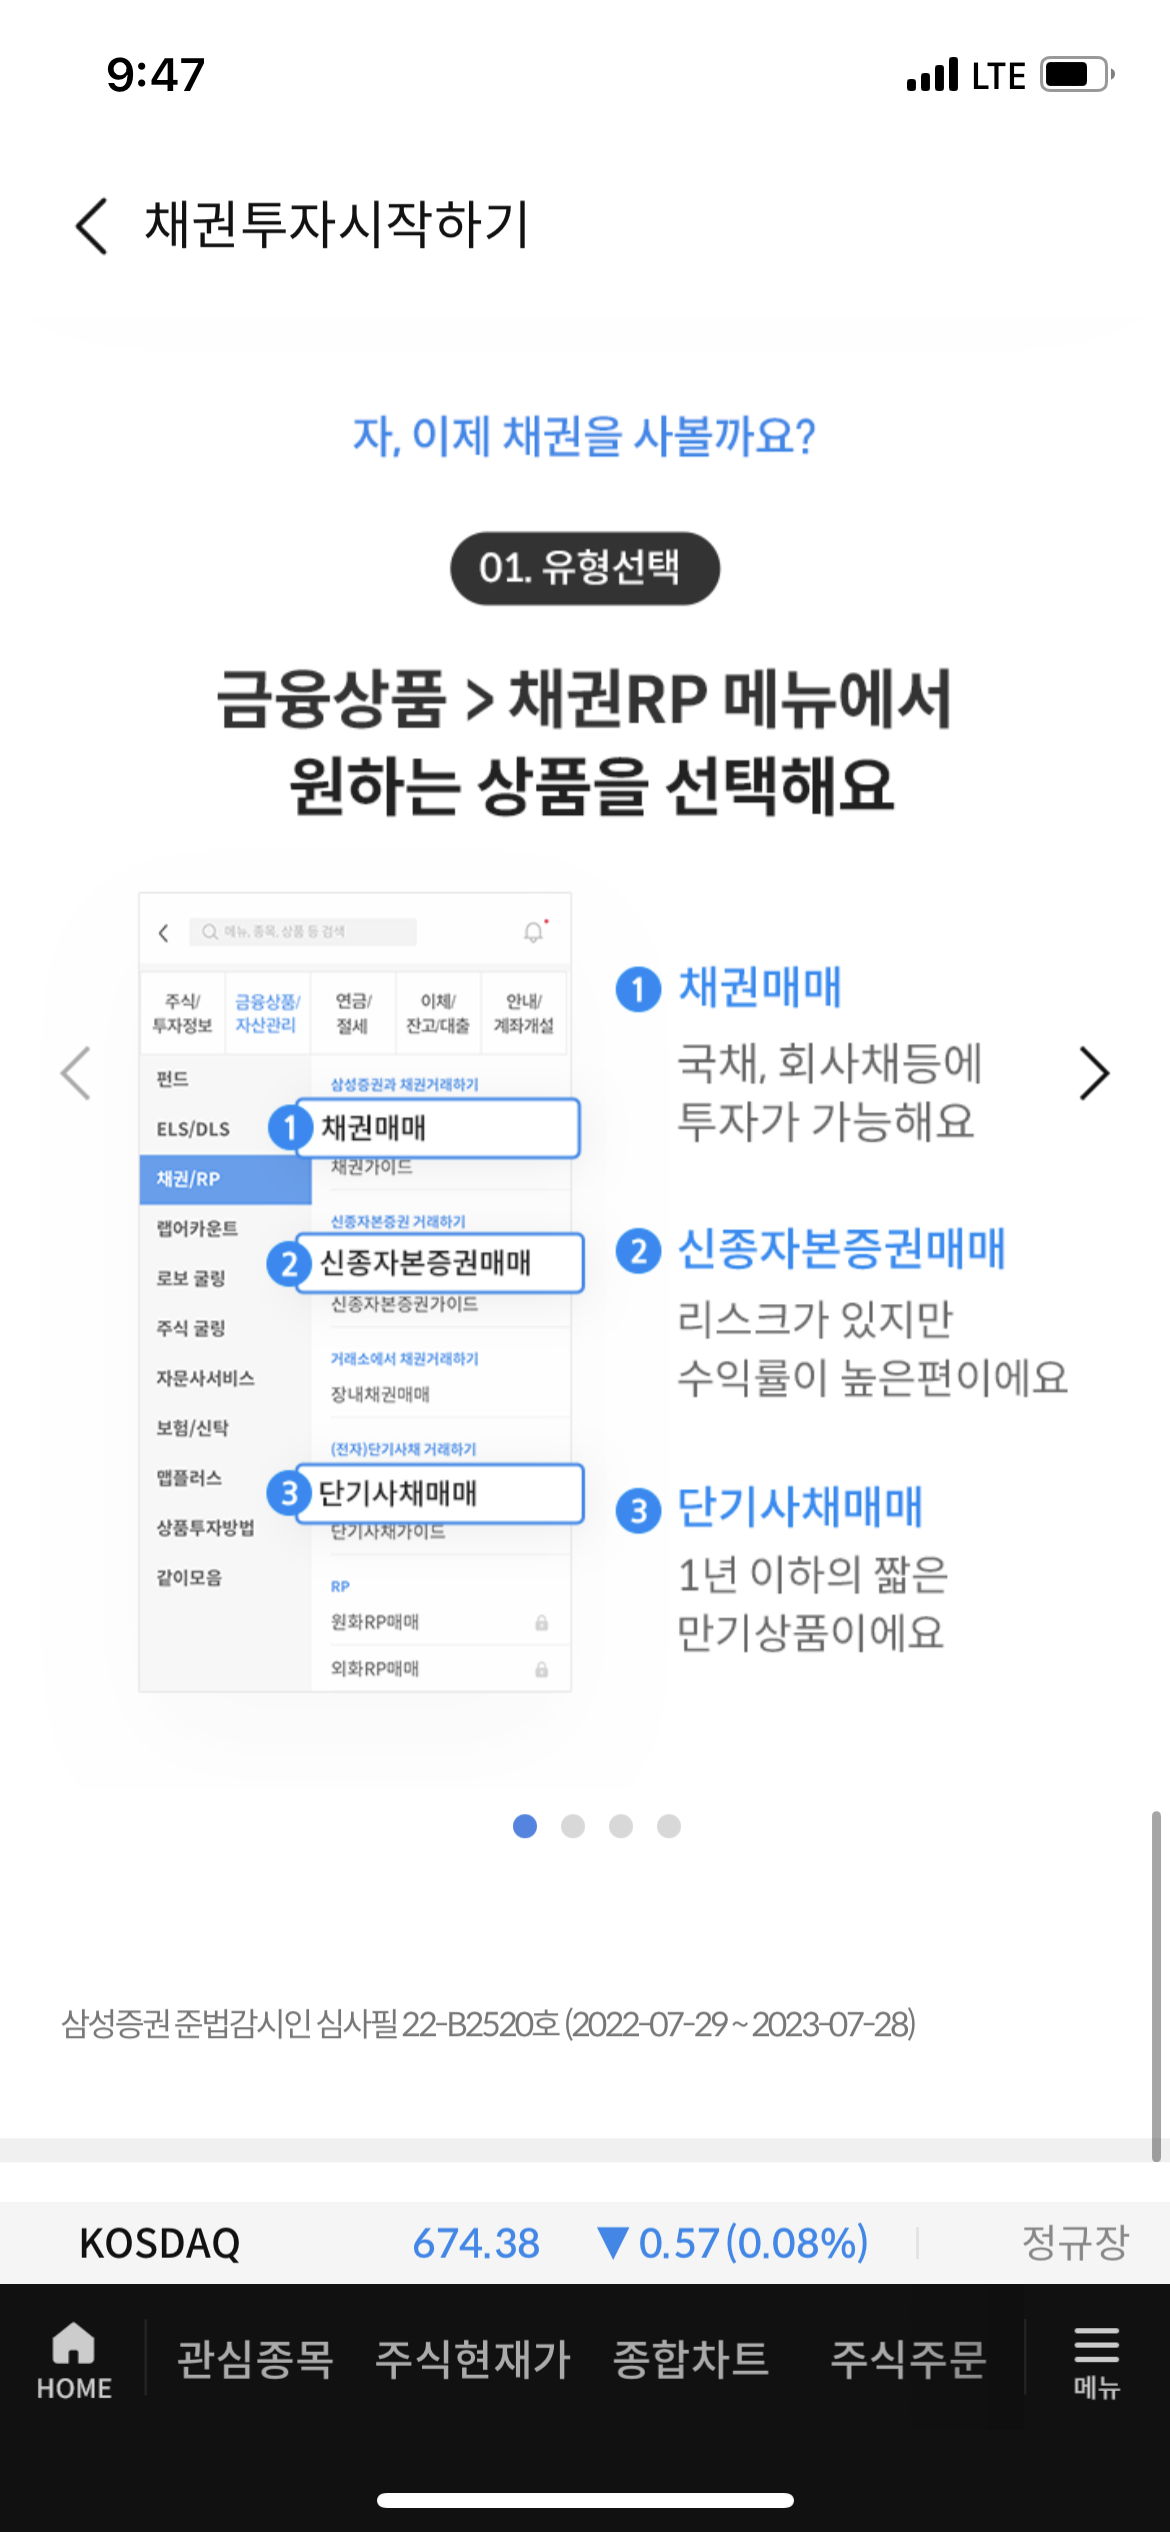 9:47
LTE
채권투자시작하기
자, 이제 채권을 사볼까요?
01. 유형선택
금융상품 > 채권RP 메뉴에서
원하는 상품을 선택해요
메뉴, 종목, 상품 등 검색
주식/
투자정보
금융상품/
자산관리
연금/
절세
이체/
잔고/대출
안내/
계좌개설
펀드
ELS/DLS
채권/RP
랩어카운트
로보 굴링
주식 굴링
자문사서비스
보험/신탁
맵플러스
상품투자방법
같이모음
삼성증권과 채권거래하기
1 채권매매
채권가이드
신종자본증권 거래하기
2 신종자본증권매매
신종자본증권가이드
거래소에서 채권거래하기
장내채권매매
(전자)단기사채 거래하기
3 단기사채매매
단기사채가이드
RP
원화RP매매
외화RP매매
1 채권매매
국채, 회사채등에
투자가 가능해요
2 신종자본증권매매
리스크가 있지만
수익률이 높은편이에요
3 단기사채매매
1년 이하의 짧은
만기상품이에요
삼성증권 준법감시인 심사필 22-B2520호 (2022-07-29 ~ 2023-07-28)
KOSDAQ 674.38 ▼0.57(0.08%) 정규장
HOME
관심종목 주식현재가 종합차트 주식주문
메뉴